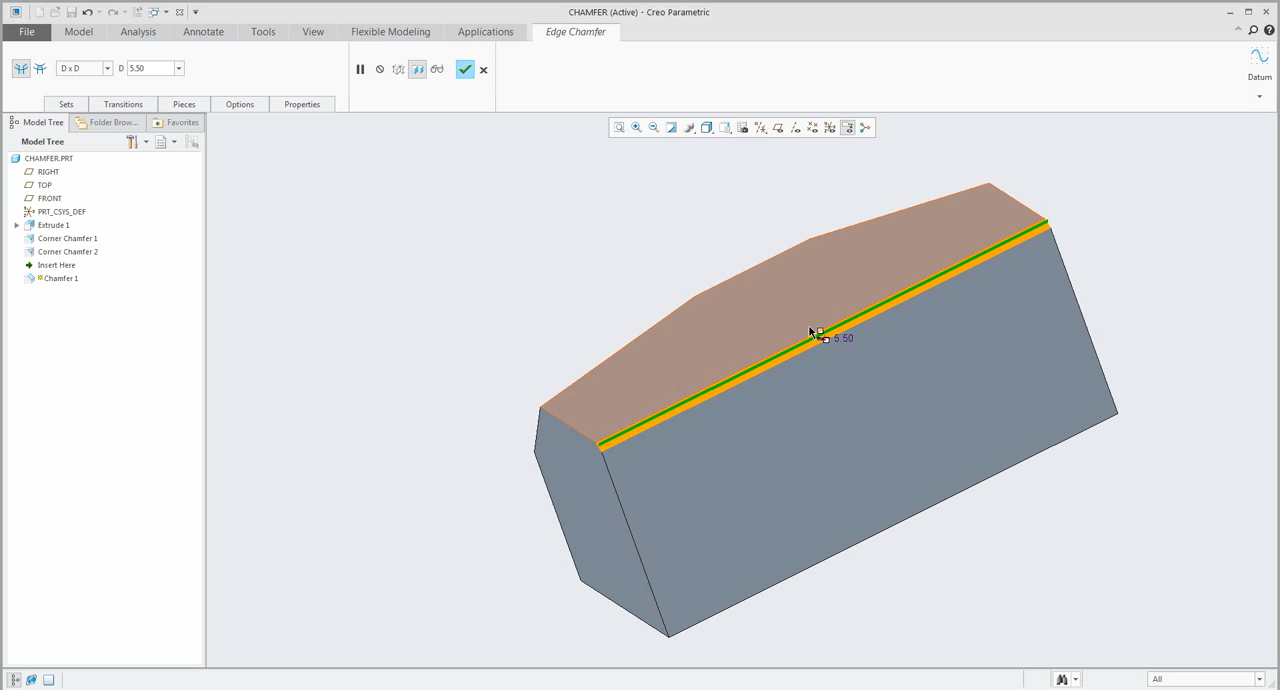 CHAMFER (Active) - Creo Parametric
File Model Analysis Annotate Tools View Flexible Modeling Applications Edge Chamfer
D x D D 5.50
Datum
Sets Transitions Pieces Options Properties
Model Tree Folder Brow... Favorites
Model Tree
CHAMFER.PRT
RIGHT
TOP
FRONT
PRT_CSYS_DEF
Extrude 1
Corner Chamfer 1
Corner Chamfer 2
Insert Here
Chamfer 1
5.50
All